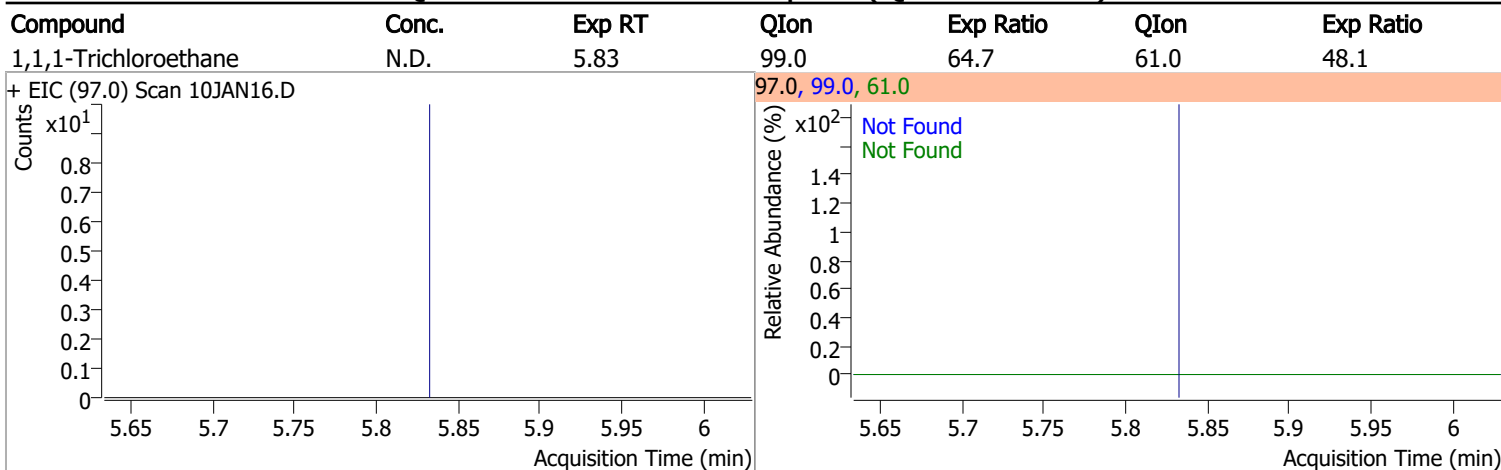 Compound Conc. Exp RT QIon Exp Ratio QIon Exp Ratio
1,1,1-Trichloroethane N.D. 5.83 99.0 64.7 61.0 48.1
+ EIC (97.0) Scan 10JAN16.D
Counts
x10¹
0.8
0.7
0.6
0.5
0.4
0.3
0.2
0.1
0
5.65 5.7 5.75 5.8 5.85 5.9 5.95 6
Acquisition Time (min)
97.0, 99.0, 61.0
Relative Abundance (%)
x10²
Not Found
Not Found
1.4
1.2
1
0.8
0.6
0.4
0.2
0
5.65 5.7 5.75 5.8 5.85 5.9 5.95 6
Acquisition Time (min)